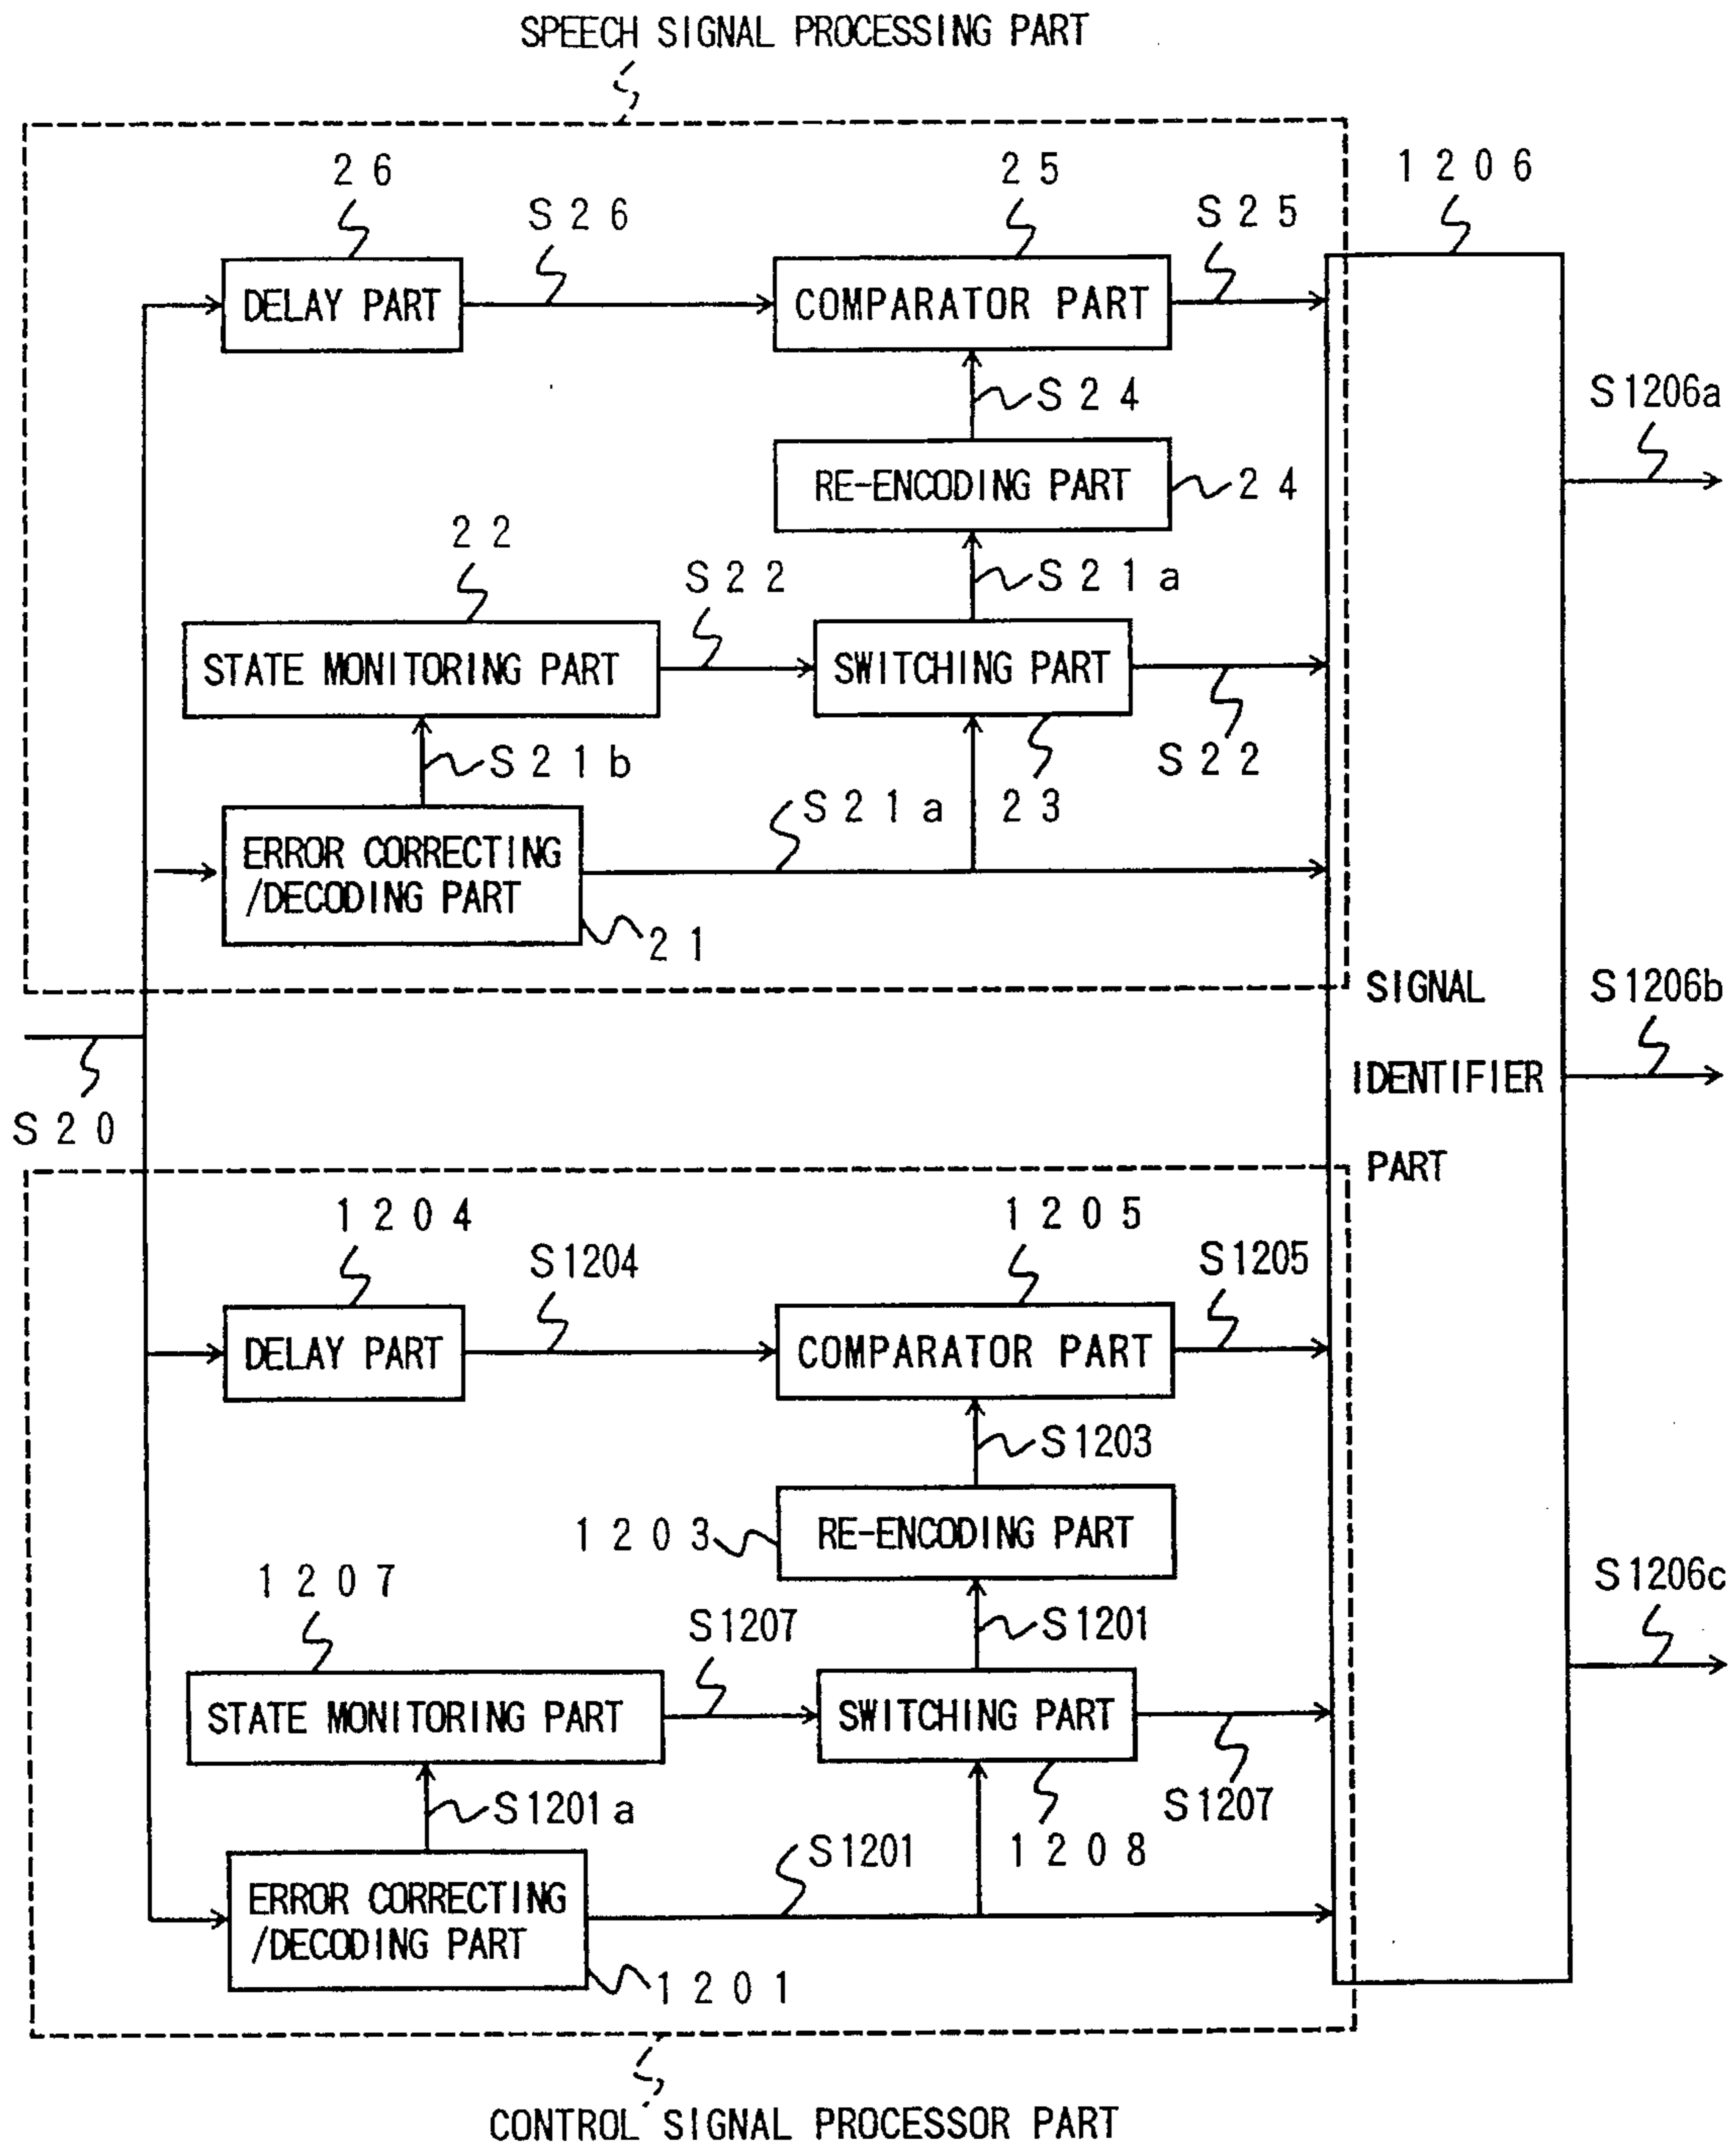 SPEECH SIGNAL PROCESSING PART
26
S26
25
S25
1206
DELAY PART
COMPARATOR PART
S1206a
S24
RE-ENCODING PART
24
22
S22
S21a
STATE MONITORING PART
SWITCHING PART
S22
S21b
S21a
23
ERROR CORRECTING
/DECODING PART
21
SIGNAL
IDENTIFIER
PART
S1206b
S20
1204
S1204
1205
S1205
DELAY PART
COMPARATOR PART
S1203
1203
RE-ENCODING PART
S1206c
1207
S1207
S1201
STATE MONITORING PART
SWITCHING PART
S1207
S1201a
S1201
1208
ERROR CORRECTING
/DECODING PART
1201
CONTROL SIGNAL PROCESSOR PART